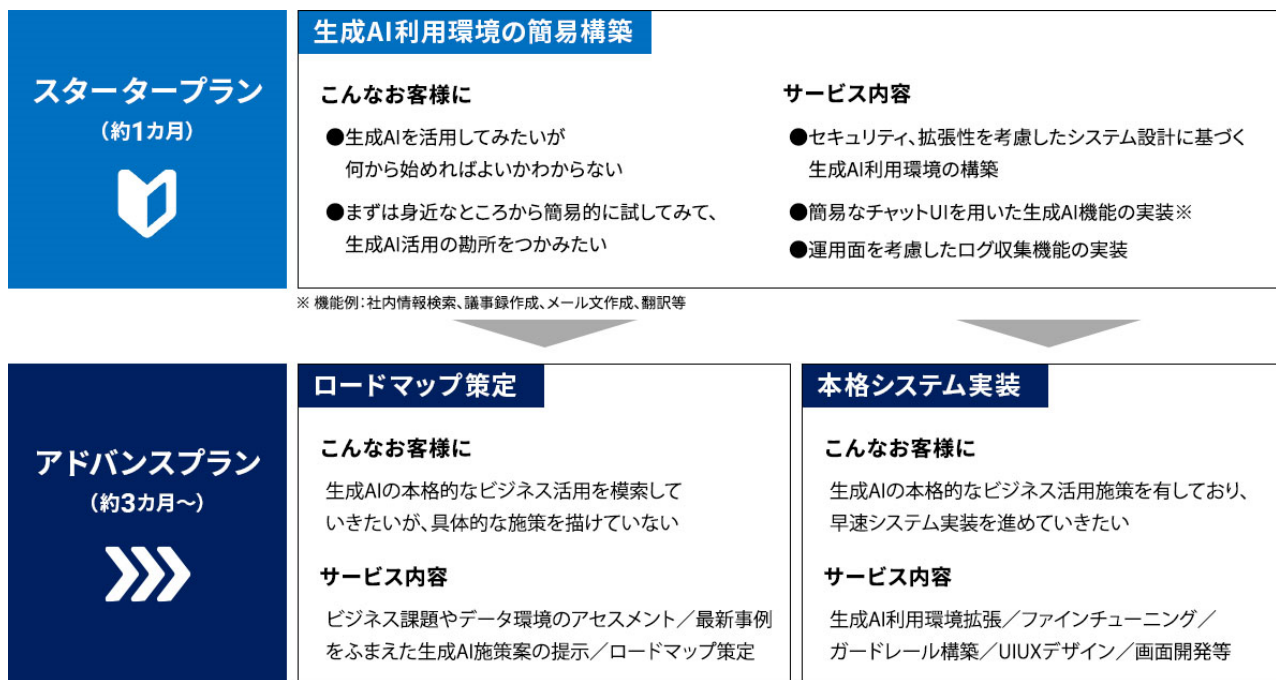 スタータープラン
（約1カ月）
生成AI利用環境の簡易構築
こんなお客様に
●生成AIを活用してみたいが
何から始めればよいかわからない
●まずは身近なところから簡易的に試してみて、
生成AI活用の勘所をつかみたい
サービス内容
●セキュリティ、拡張性を考慮したシステム設計に基づく
生成AI利用環境の構築
●簡易なチャットUIを用いた生成AI機能の実装※
●運用面を考慮したログ収集機能の実装
※ 機能例：社内情報検索、議事録作成、メール文作成、翻訳等
アドバンスプラン
（約3カ月～）
ロードマップ策定
こんなお客様に
生成AIの本格的なビジネス活用を模索して
いきたいが、具体的な施策を描けていない
サービス内容
ビジネス課題やデータ環境のアセスメント／最新事例
をふまえた生成AI施策案の提示／ロードマップ策定
本格システム実装
こんなお客様に
生成AIの本格的なビジネス活用施策を有しており、
早速システム実装を進めていきたい
サービス内容
生成AI利用環境拡張／ファインチューニング／
ガードレール構築／UIUXデザイン／画面開発等